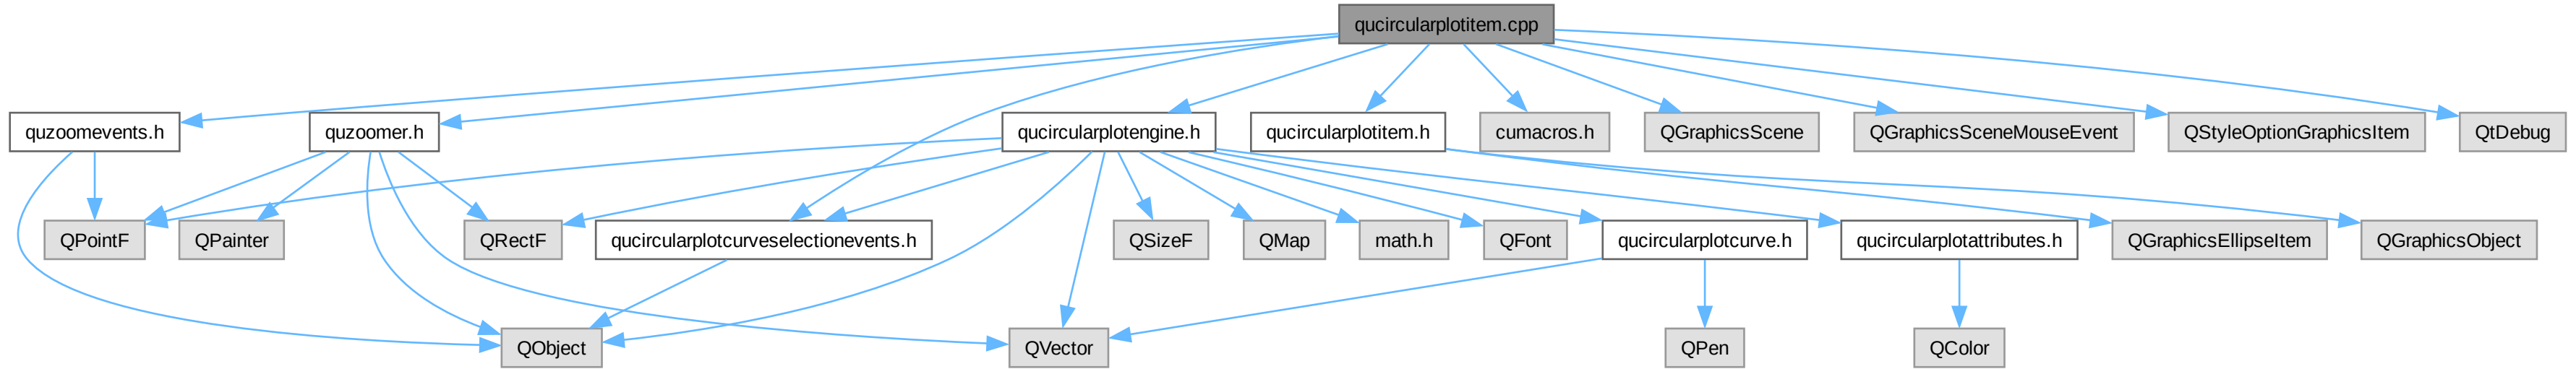 qucircularplotitem.cpp
quzoomevents.h
quzoomer.h
qucircularplotengine.h
qucircularplotitem.h
cumacros.h
QGraphicsScene
QGraphicsSceneMouseEvent
QStyleOptionGraphicsItem
QtDebug
QPointF
QPainter
QRectF
qucircularplotcurveselectionevents.h
QSizeF
QMap
math.h
QFont
qucircularplotcurve.h
qucircularplotattributes.h
QGraphicsEllipseItem
QGraphicsObject
QObject
QVector
QPen
QColor